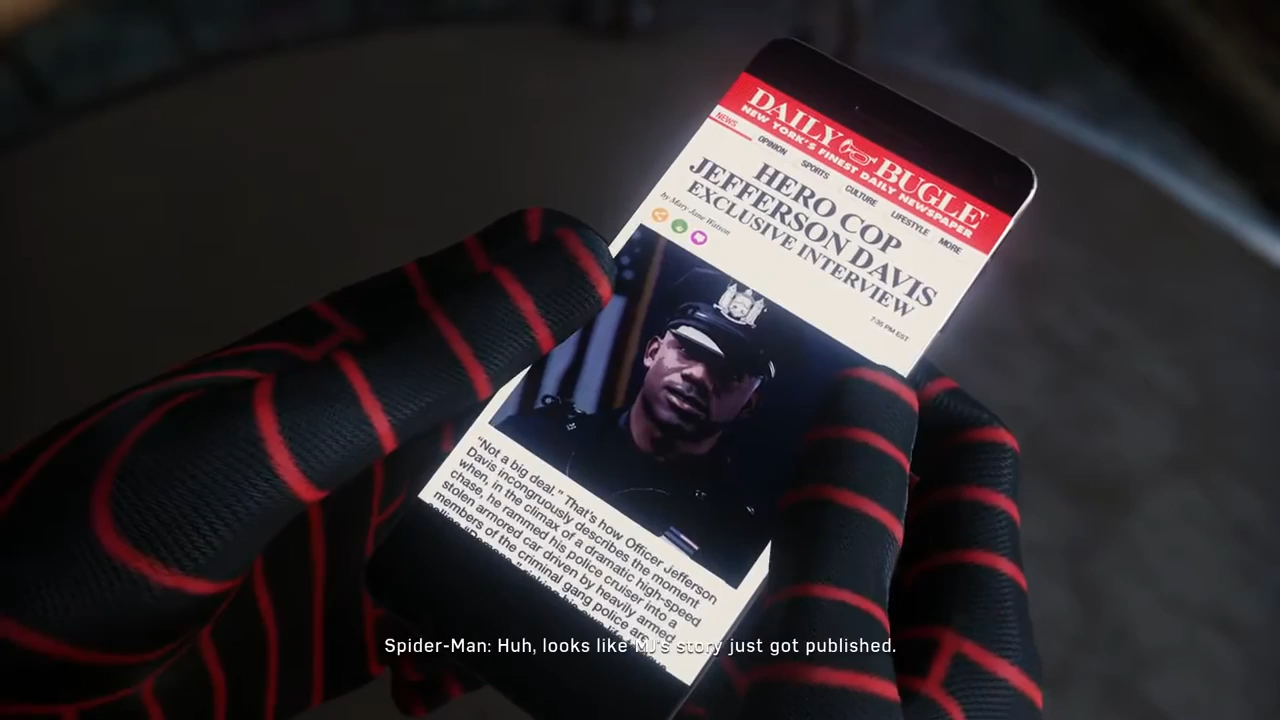 DAILY BUGLE
NEW YORK'S FINEST DAILY NEWSPAPER
NEWS OPINION SPORTS CULTURE LIFESTYLE MORE
HERO COP
JEFFERSON DAVIS
EXCLUSIVE INTERVIEW
by Mary Jane Watson
7:35 PM EST
"Not a big deal." That's how Officer Jefferson
Davis incongruously describes the moment
when, in the climax of a dramatic high-speed
chase, he rammed his police cruiser into a
stolen armored car driven by heavily armed
members of the criminal gang police are
Spider-Man: Huh, looks like MJ's story just got published.